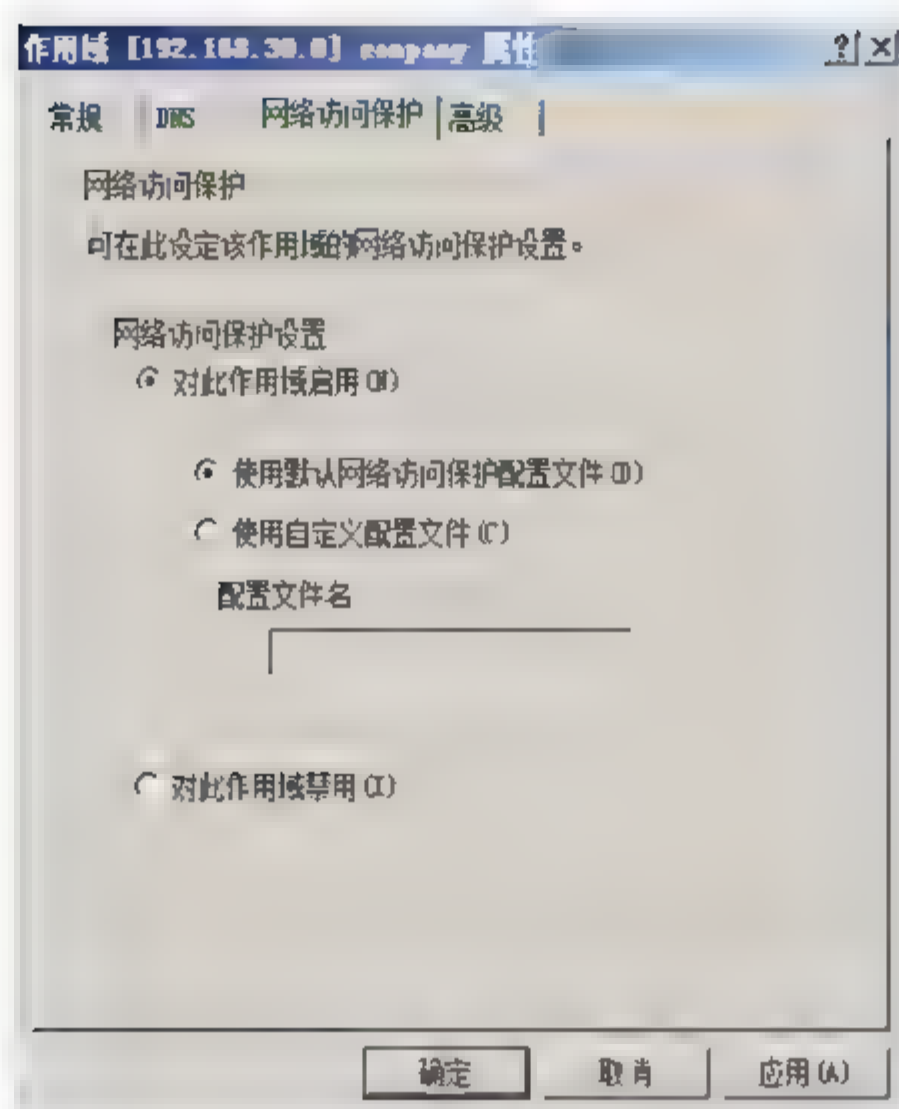 作用域 [192.168.30.0] company 属性
常规 DNS 网络访问保护 高级
网络访问保护
可在此设定该作用域的网络访问保护设置。
网络访问保护设置
对此作用域启用(N)
使用默认网络访问保护配置文件(D)
使用自定义配置文件(C)
配置文件名
对此作用域禁用(I)
确定 取消 应用(A)